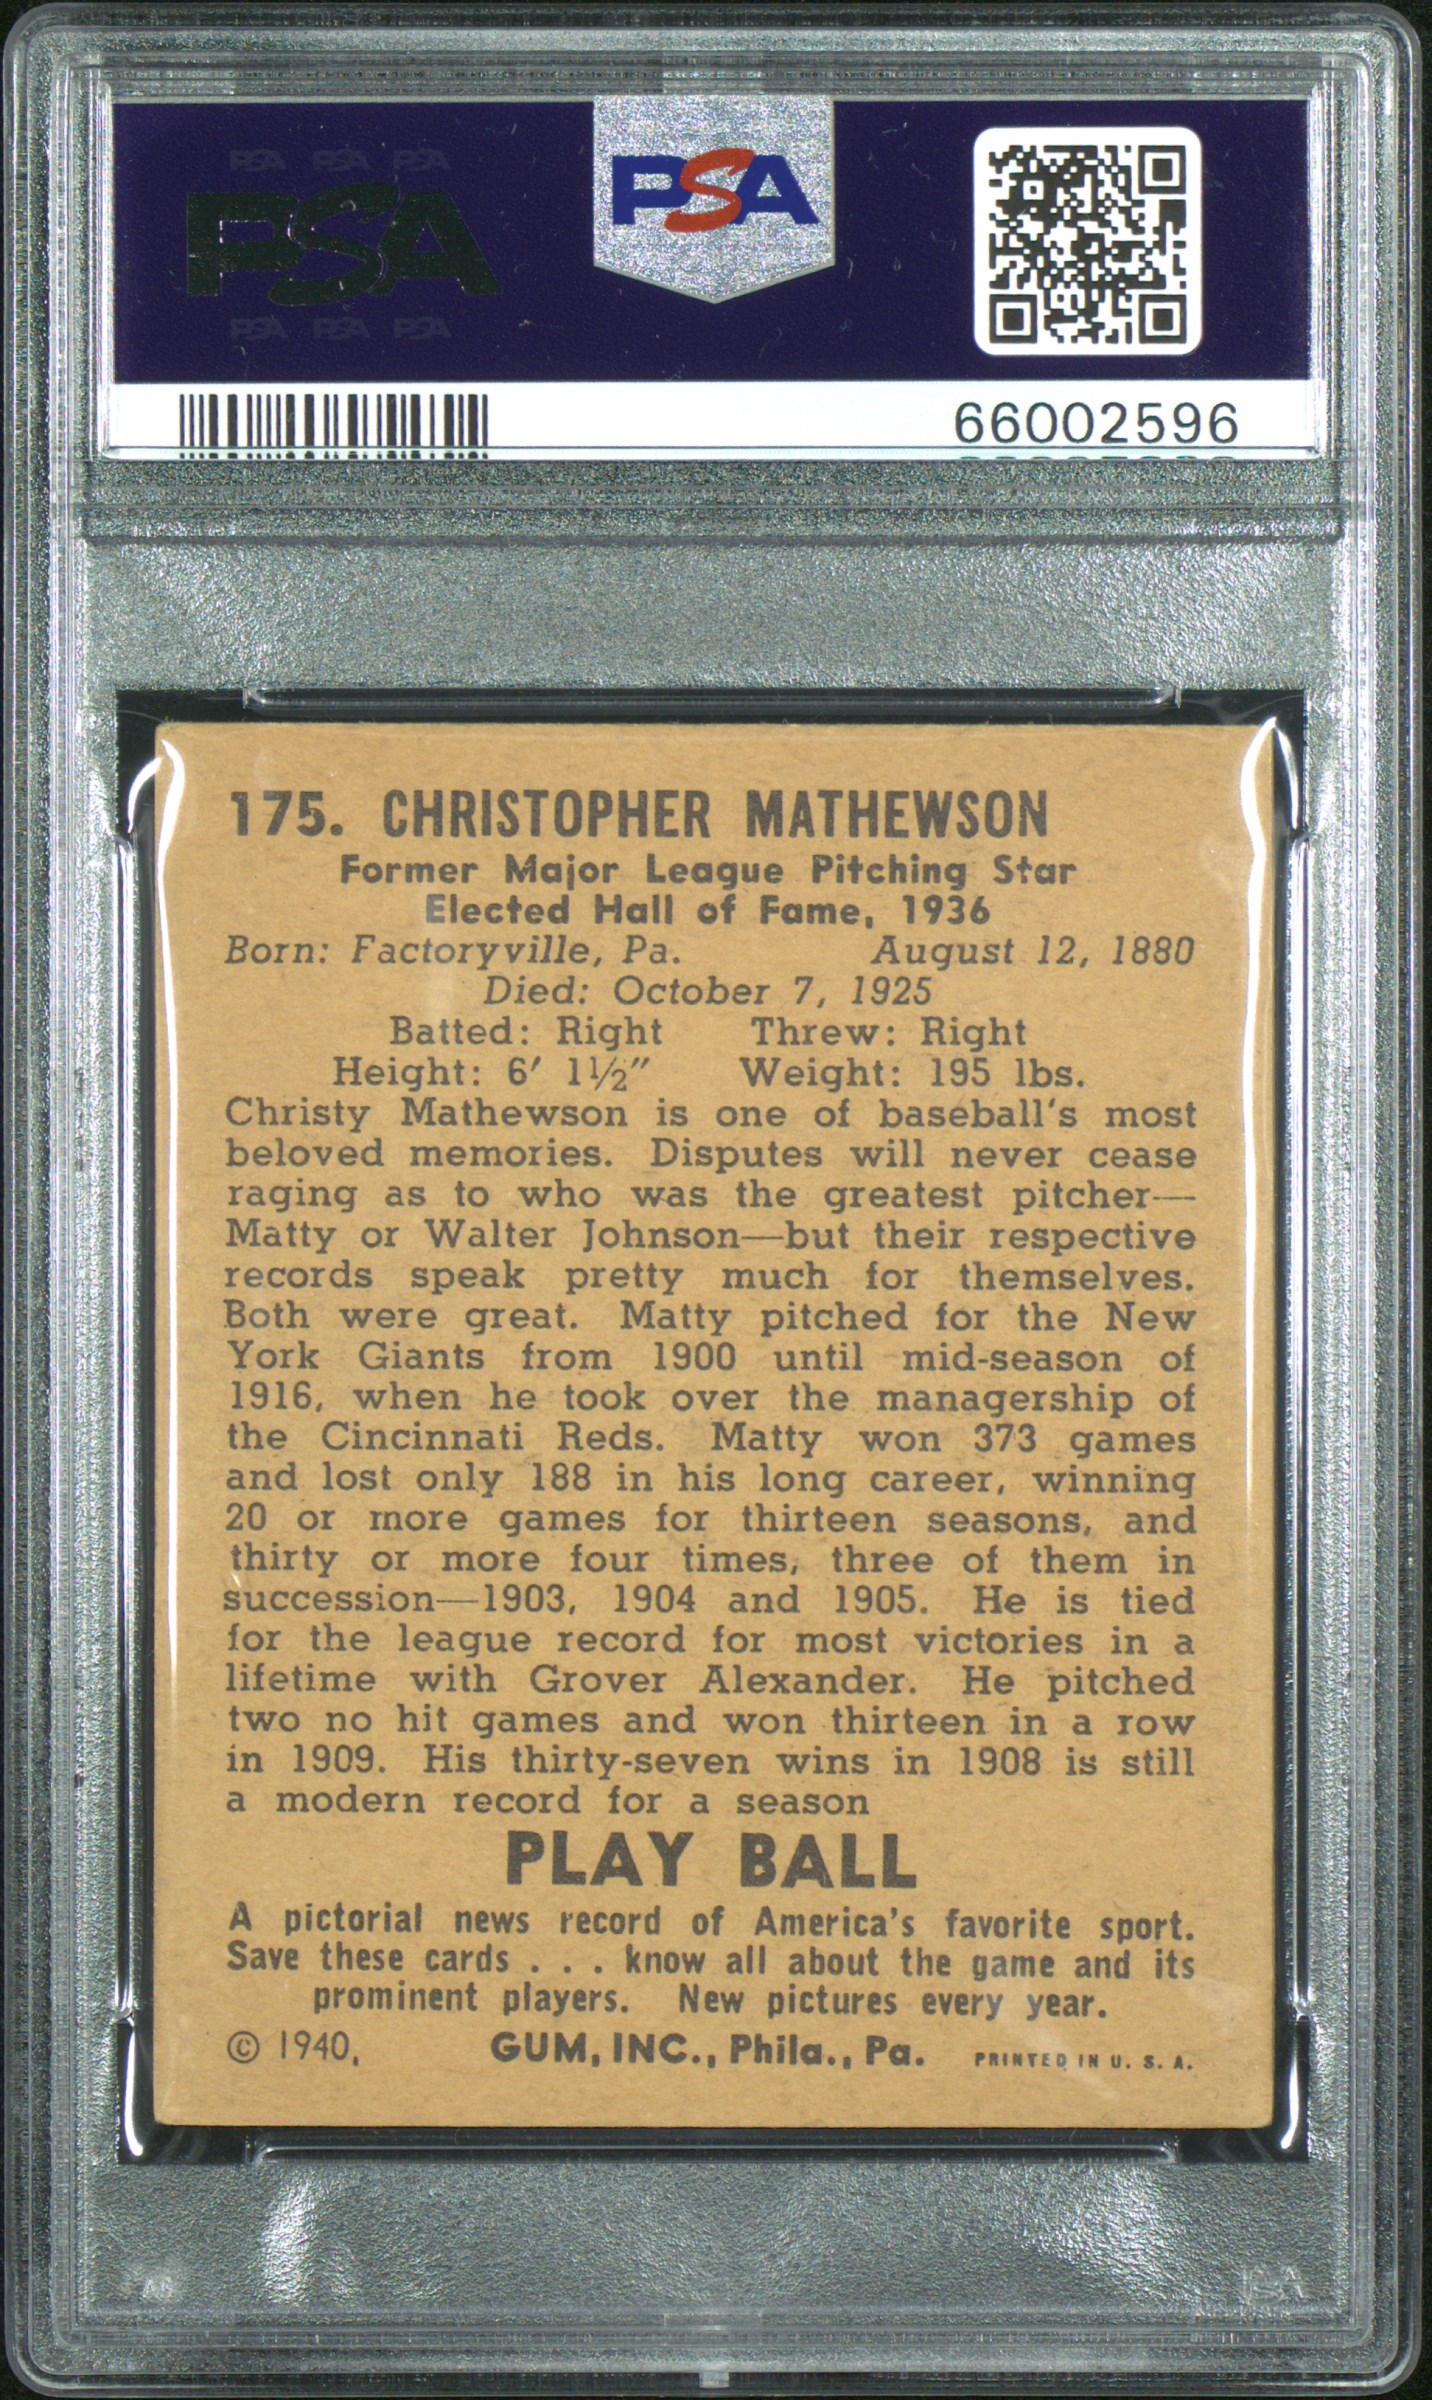 PSA PSA PSA
PSA
PSA PSA PSA
PSA
66002596
175. CHRISTOPHER MATHEWSON
Former Major League Pitching Star
Elected Hall of Fame, 1936
Born: Factoryville, Pa. August 12, 1880
Died: October 7, 1925
Batted: Right Threw: Right
Height: 6′ 1½″ Weight: 195 lbs.
Christy Mathewson is one of baseball's most
beloved memories. Disputes will never cease
raging as to who was the greatest pitcher—
Matty or Walter Johnson—but their respective
records speak pretty much for themselves.
Both were great. Matty pitched for the New
York Giants from 1900 until mid-season of
1916, when he took over the managership of
the Cincinnati Reds. Matty won 373 games
and lost only 188 in his long career, winning
20 or more games for thirteen seasons, and
thirty or more four times, three of them in
succession—1903, 1904 and 1905. He is tied
for the league record for most victories in a
lifetime with Grover Alexander. He pitched
two no hit games and won thirteen in a row
in 1909. His thirty-seven wins in 1908 is still
a modern record for a season
PLAY BALL
A pictorial news record of America's favorite sport.
Save these cards . . . know all about the game and its
prominent players. New pictures every year.
© 1940, GUM, INC., Phila., Pa. PRINTED IN U. S. A.